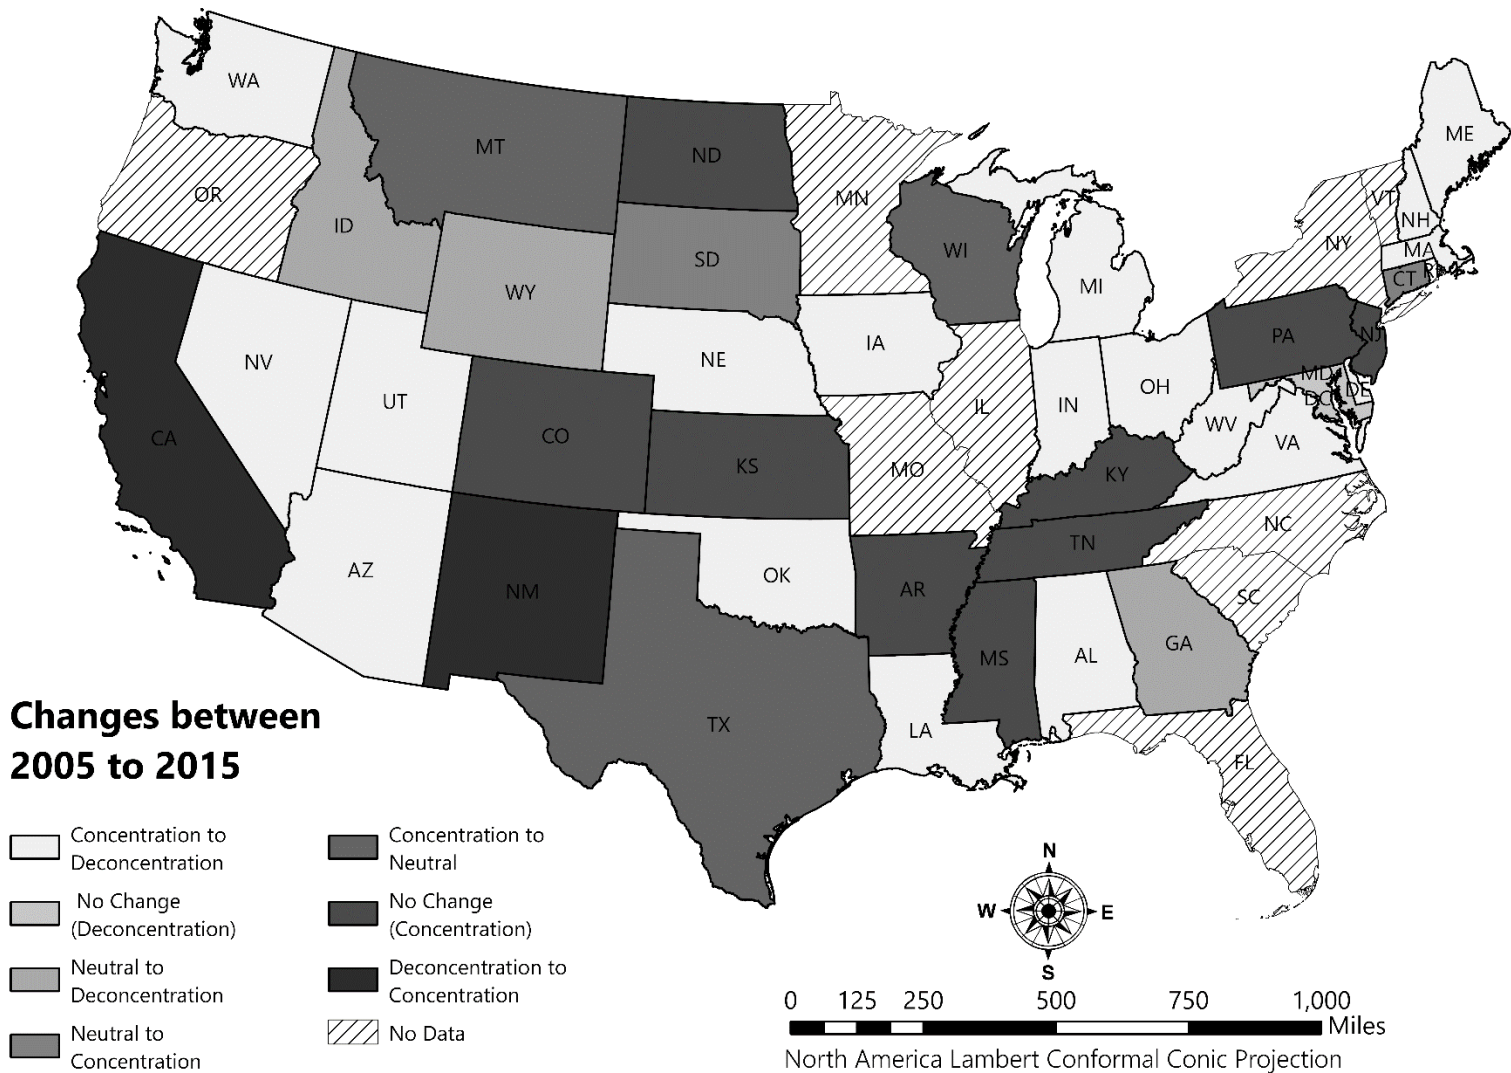 WA
MT
ND
MN
ME
OR
ID
SD
WI
VT
NH
NY
MA
CT
RI
WY
MI
NV
UT
NE
IA
PA
NJ
IL
IN
OH
MD
DE
DC
CA
CO
KS
MO
WV
VA
KY
AZ
NM
OK
AR
TN
NC
SC
TX
LA
MS
AL
GA
FL
Changes between
2005 to 2015
Concentration to
Deconcentration
No Change
(Deconcentration)
Neutral to
Deconcentration
Neutral to
Concentration
Concentration to
Neutral
No Change
(Concentration)
Deconcentration to
Concentration
No Data
N
W E
S
0 125 250 500 750 1,000
Miles
North America Lambert Conformal Conic Projection